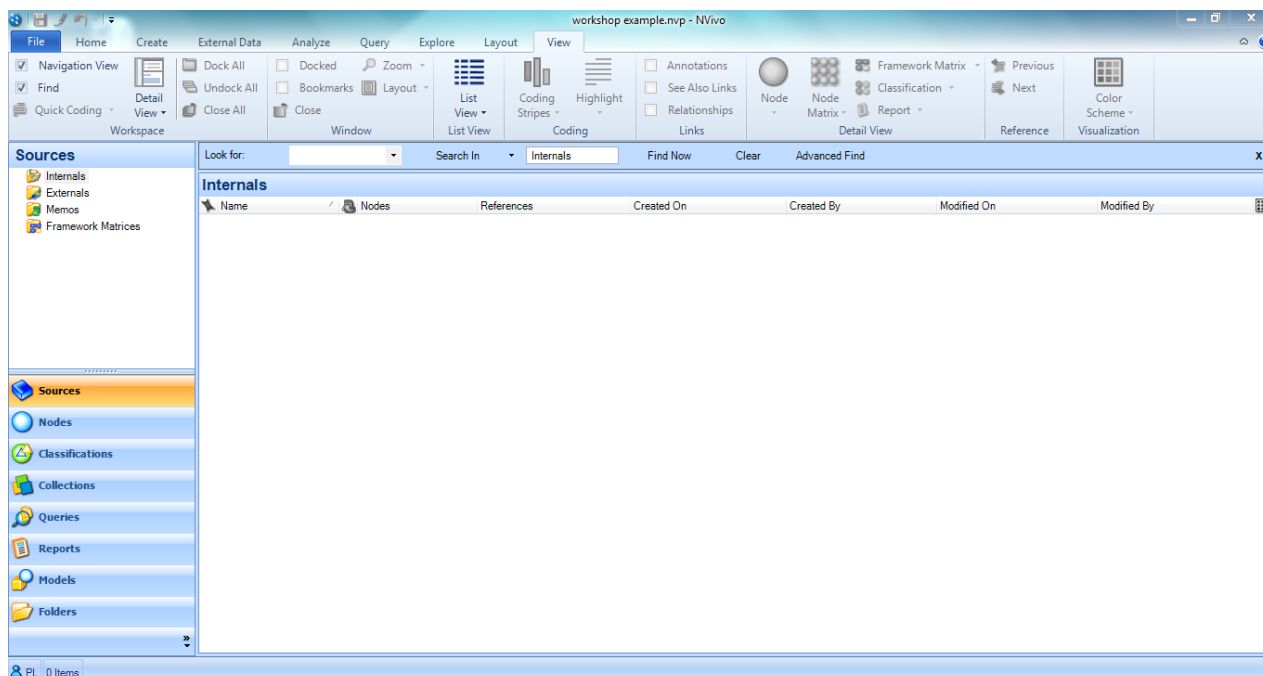 workshop example.nvp - NVivo
File Home Create External Data Analyze Query Explore Layout View
Navigation View Dock All Docked Zoom Annotations Framework Matrix Previous
Find Undock All Bookmarks Layout See Also Links Classification Next
Quick Coding Close All Close Relationships Report
Detail View List View Coding Stripes Highlight Node Node Matrix Color Scheme
Workspace Window List View Coding Links Detail View Reference Visualization
Sources
Look for: Search In Internals Find Now Clear Advanced Find x
Internals
Externals
Memos
Framework Matrices
Internals
Name Nodes References Created On Created By Modified On Modified By
Sources
Nodes
Classifications
Collections
Queries
Reports
Models
Folders
PL 0 Items